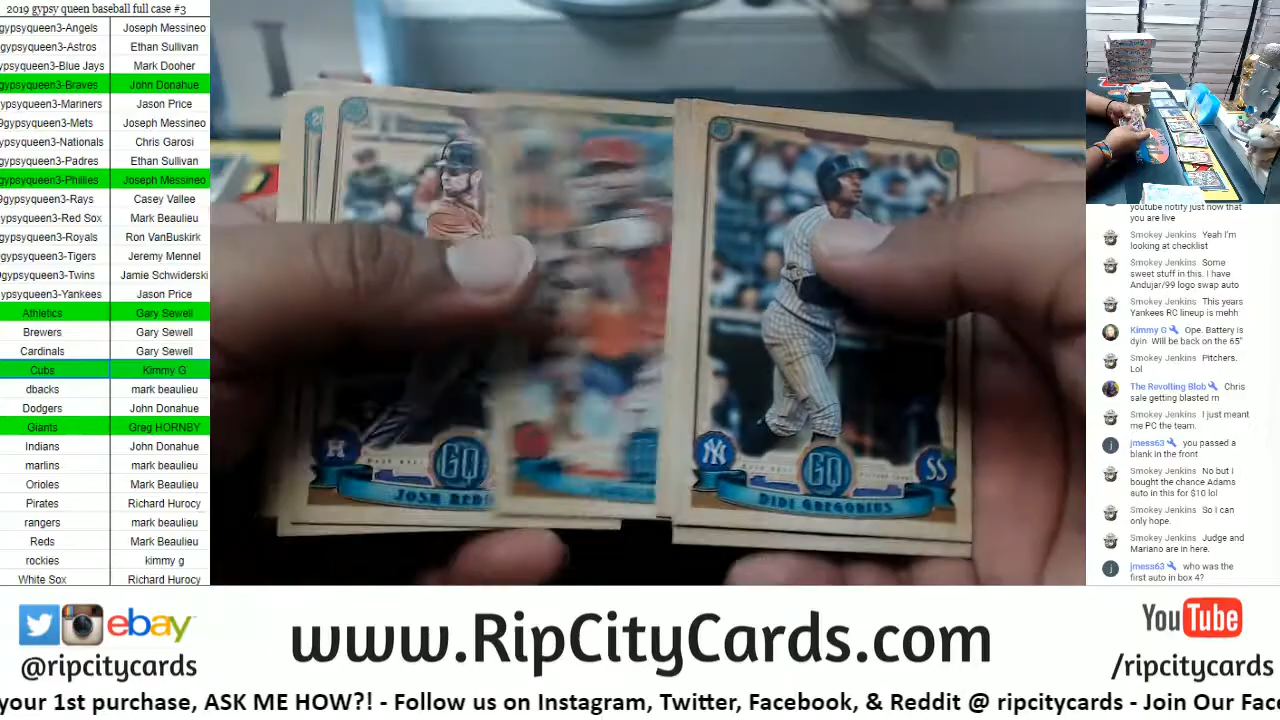 2019 gypsy queen baseball full case #3
gypsyqueen3-Angels Joseph Messineo
gypsyqueen3-Astros Ethan Sullivan
gypsyqueen3-Blue Jays Mark Dooher
gypsyqueen3-Braves John Donahue
gypsyqueen3-Mariners Jason Price
9gypsyqueen3-Mets Joseph Messineo
gypsyqueen3-Nationals Chris Garosi
gypsyqueen3-Padres Ethan Sullivan
gypsyqueen3-Phillies Joseph Messineo
9gypsyqueen3-Rays Casey Vallee
gypsyqueen3-Red Sox Mark Beaulieu
gypsyqueen3-Royals Ron VanBuskirk
gypsyqueen3-Tigers Jeremy Mennel
gypsyqueen3-Twins Jamie Schwiderski
ypsyqueen3-Yankees Jason Price
Athletics Gary Sewell
Brewers Gary Sewell
Cardinals Gary Sewell
Cubs Kimmy G
dbacks mark beaulieu
Dodgers John Donahue
Giants Greg HORNBY
Indians John Donahue
marlins mark beaulieu
Orioles Mark Beaulieu
Pirates Richard Hurocy
rangers mark beaulieu
Reds Mark Beaulieu
rockies kimmy g
White Sox Richard Hurocy
H
GQ
JOSH REDD
NY
GQ
SS
DIDI GREGORIUS
youtube notify just now that
you are live
Smokey Jenkins Yeah I'm
looking at checklist
Smokey Jenkins Some
sweet stuff in this. I have
Andujar/99 logo swap auto
Smokey Jenkins This years
Yankees RC lineup is mehh
Kimmy G Ope. Battery is
dyin Will be back on the 65"
Smokey Jenkins Pitchers.
Lol
The Revolting Blob Chris
sale getting blasted rn
Smokey Jenkins I just meant
me PC the team.
jmess63 you passed a
blank in the front
Smokey Jenkins No but i
bought the chance Adams
auto in this for $10 lol
Smokey Jenkins So I can
only hope.
Smokey Jenkins Judge and
Mariano are in here.
jmess63 who was the
first auto in box 4?
ebay
@ripcitycards
www.RipCityCards.com
YouTube
/ripcitycards
your 1st purchase, ASK ME HOW?! - Follow us on Instagram, Twitter, Facebook, & Reddit @ ripcitycards - Join Our Fac